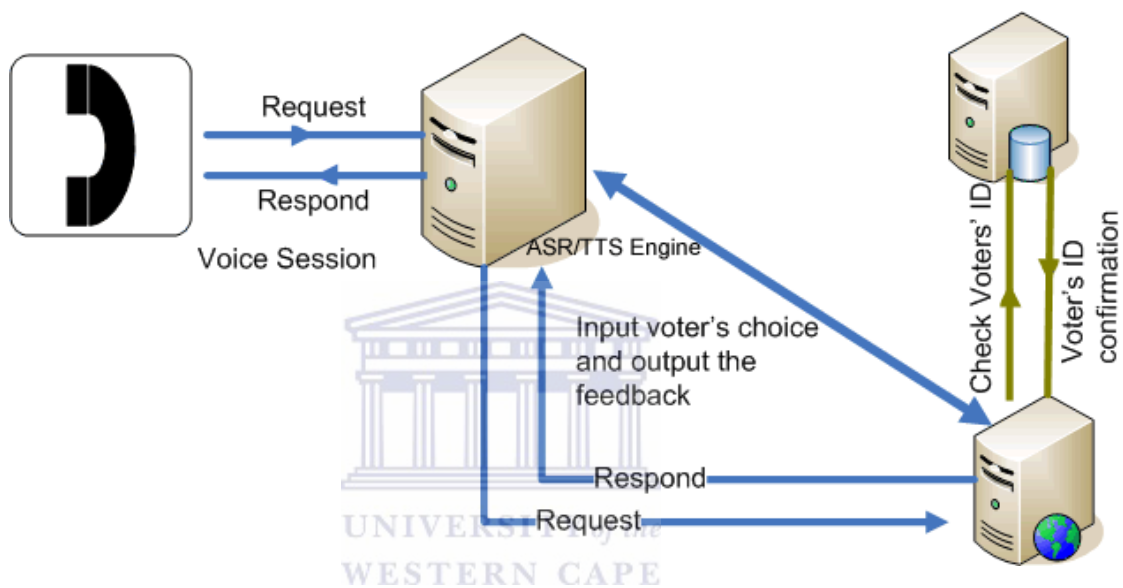 Request
Respond
Voice Session
ASR/TTS Engine
Input voter's choice
and output the
feedback
Respond
Request
Check Voters' ID
Voter's ID
confirmation
UNIVERSITY of the
WESTERN CAPE